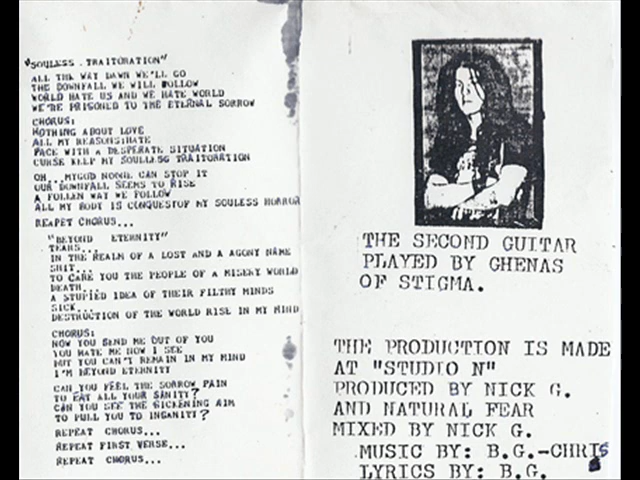 "SOULESS . TRAITORATION"
ALL THE WAY DAWN WE'LL GO
THE DOWNFALL WE WILL FOLLOW
WORLD HATE US AND WE HATE WORLD
WE'RE PRISONED TO THE ETERNAL SORROW
CHORUS:
NOTHING ABOUT LOVE
ALL MY REASONS:HATE
PACE WITH A DESPERATE SITUATION
CURSE KEEP MY SOULLESS TRAITORATION
OH...MYGOD NOONE CAN STOP IT
OUR DOWNFALL SEEMS TO RISE
A FOLLEN WAY WE FOLLOW
ALL MY BODY IS CONQUESTOF MY SOULESS HORROR
REAPET CHORUS...
"BEYOND ETERNITY"
TEARS...
IN THE REALM OF A LOST AND A AGONY NAME
SHIT...
TO CARE YOU THE PEOPLE OF A MISERY WORLD
DEATH...
A STUPIED IDEA OF THEIR FILTHY MINDS
SICK...
DESTRUCTION OF THE WORLD RISE IN MY MIND
CHORUS:
NOW YOU SEND ME OUT OF YOU
YOU HATE ME NOW I SEE
BUT YOU CAN'T REMAIN IN MY MIND
I'M BEYOND ETERNITY
CAN YOU FEEL THE SORROW PAIN
TO EAT ALL YOUR SANITY?
CAN YOU SEE THE SICKENING AIM
TO PULL YOU TO INSANITY?
REPEAT CHORUS...
REPEAT FIRST VERSE...
REPEAT CHORUS...
THE SECOND GUITAR
PLAYED BY GHENAS
OF STIGMA.
THE PRODUCTION IS MADE
AT "STUDIO N"
PRODUCED BY NICK G.
AND NATURAL FEAR
MIXED BY NICK G.
MUSIC BY: B.G.-CHRIS
LYRICS BY: B.G.